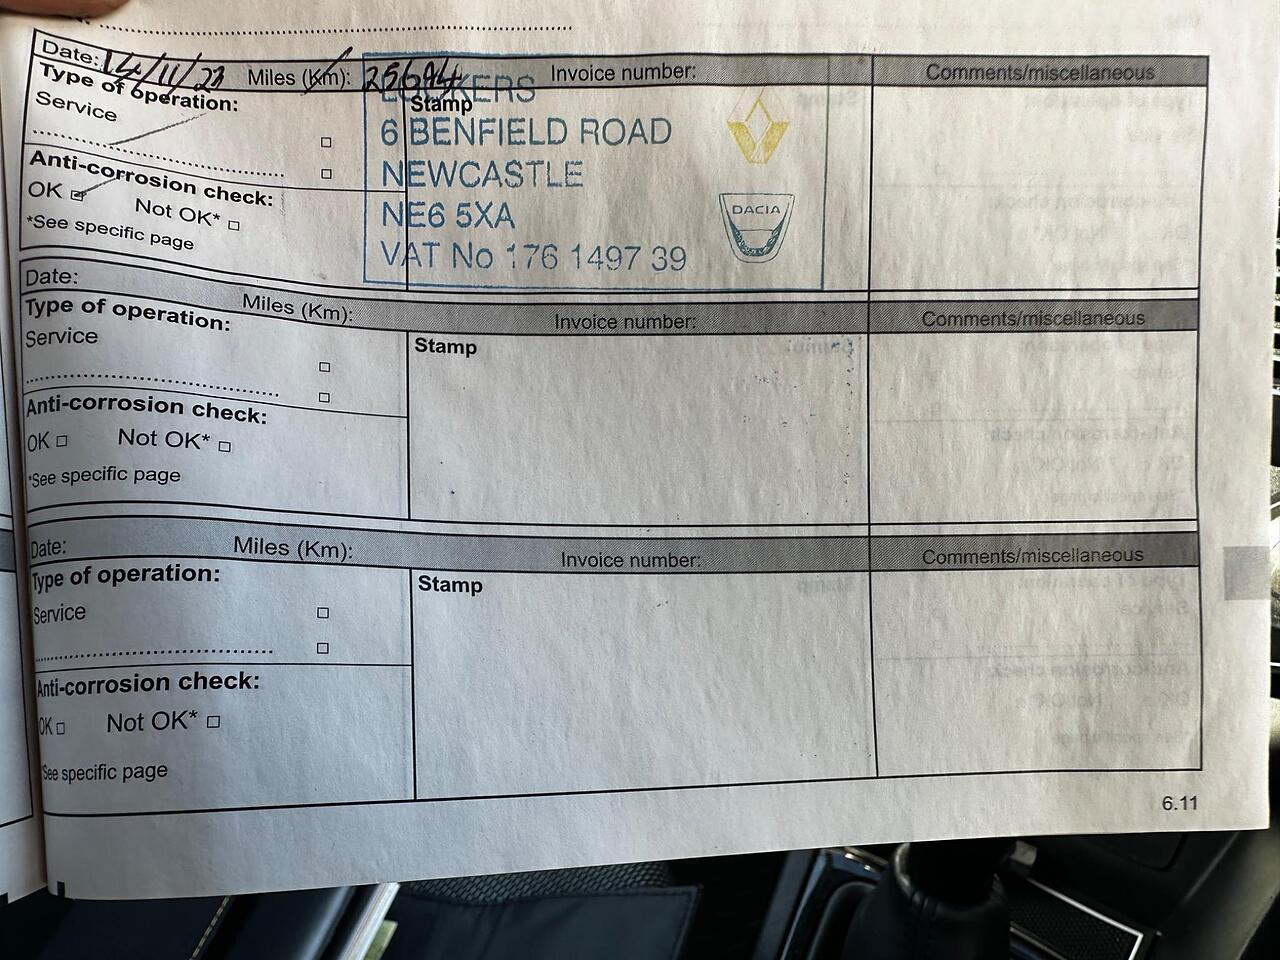 Date: 14/11/23 Miles (Km): 25694 Invoice number: Comments/miscellaneous
Type of operation:
Service
Anti-corrosion check:
OK Not OK*
*See specific page
Stamp
LOOKERS
6 BENFIELD ROAD
NEWCASTLE
NE6 5XA
VAT No 176 1497 39
DACIA
Date: Miles (Km): Invoice number: Comments/miscellaneous
Type of operation:
Service
Anti-corrosion check:
OK Not OK*
*See specific page
Stamp
Date: Miles (Km): Invoice number: Comments/miscellaneous
Type of operation:
Service
Anti-corrosion check:
OK Not OK*
*See specific page
Stamp
6.11